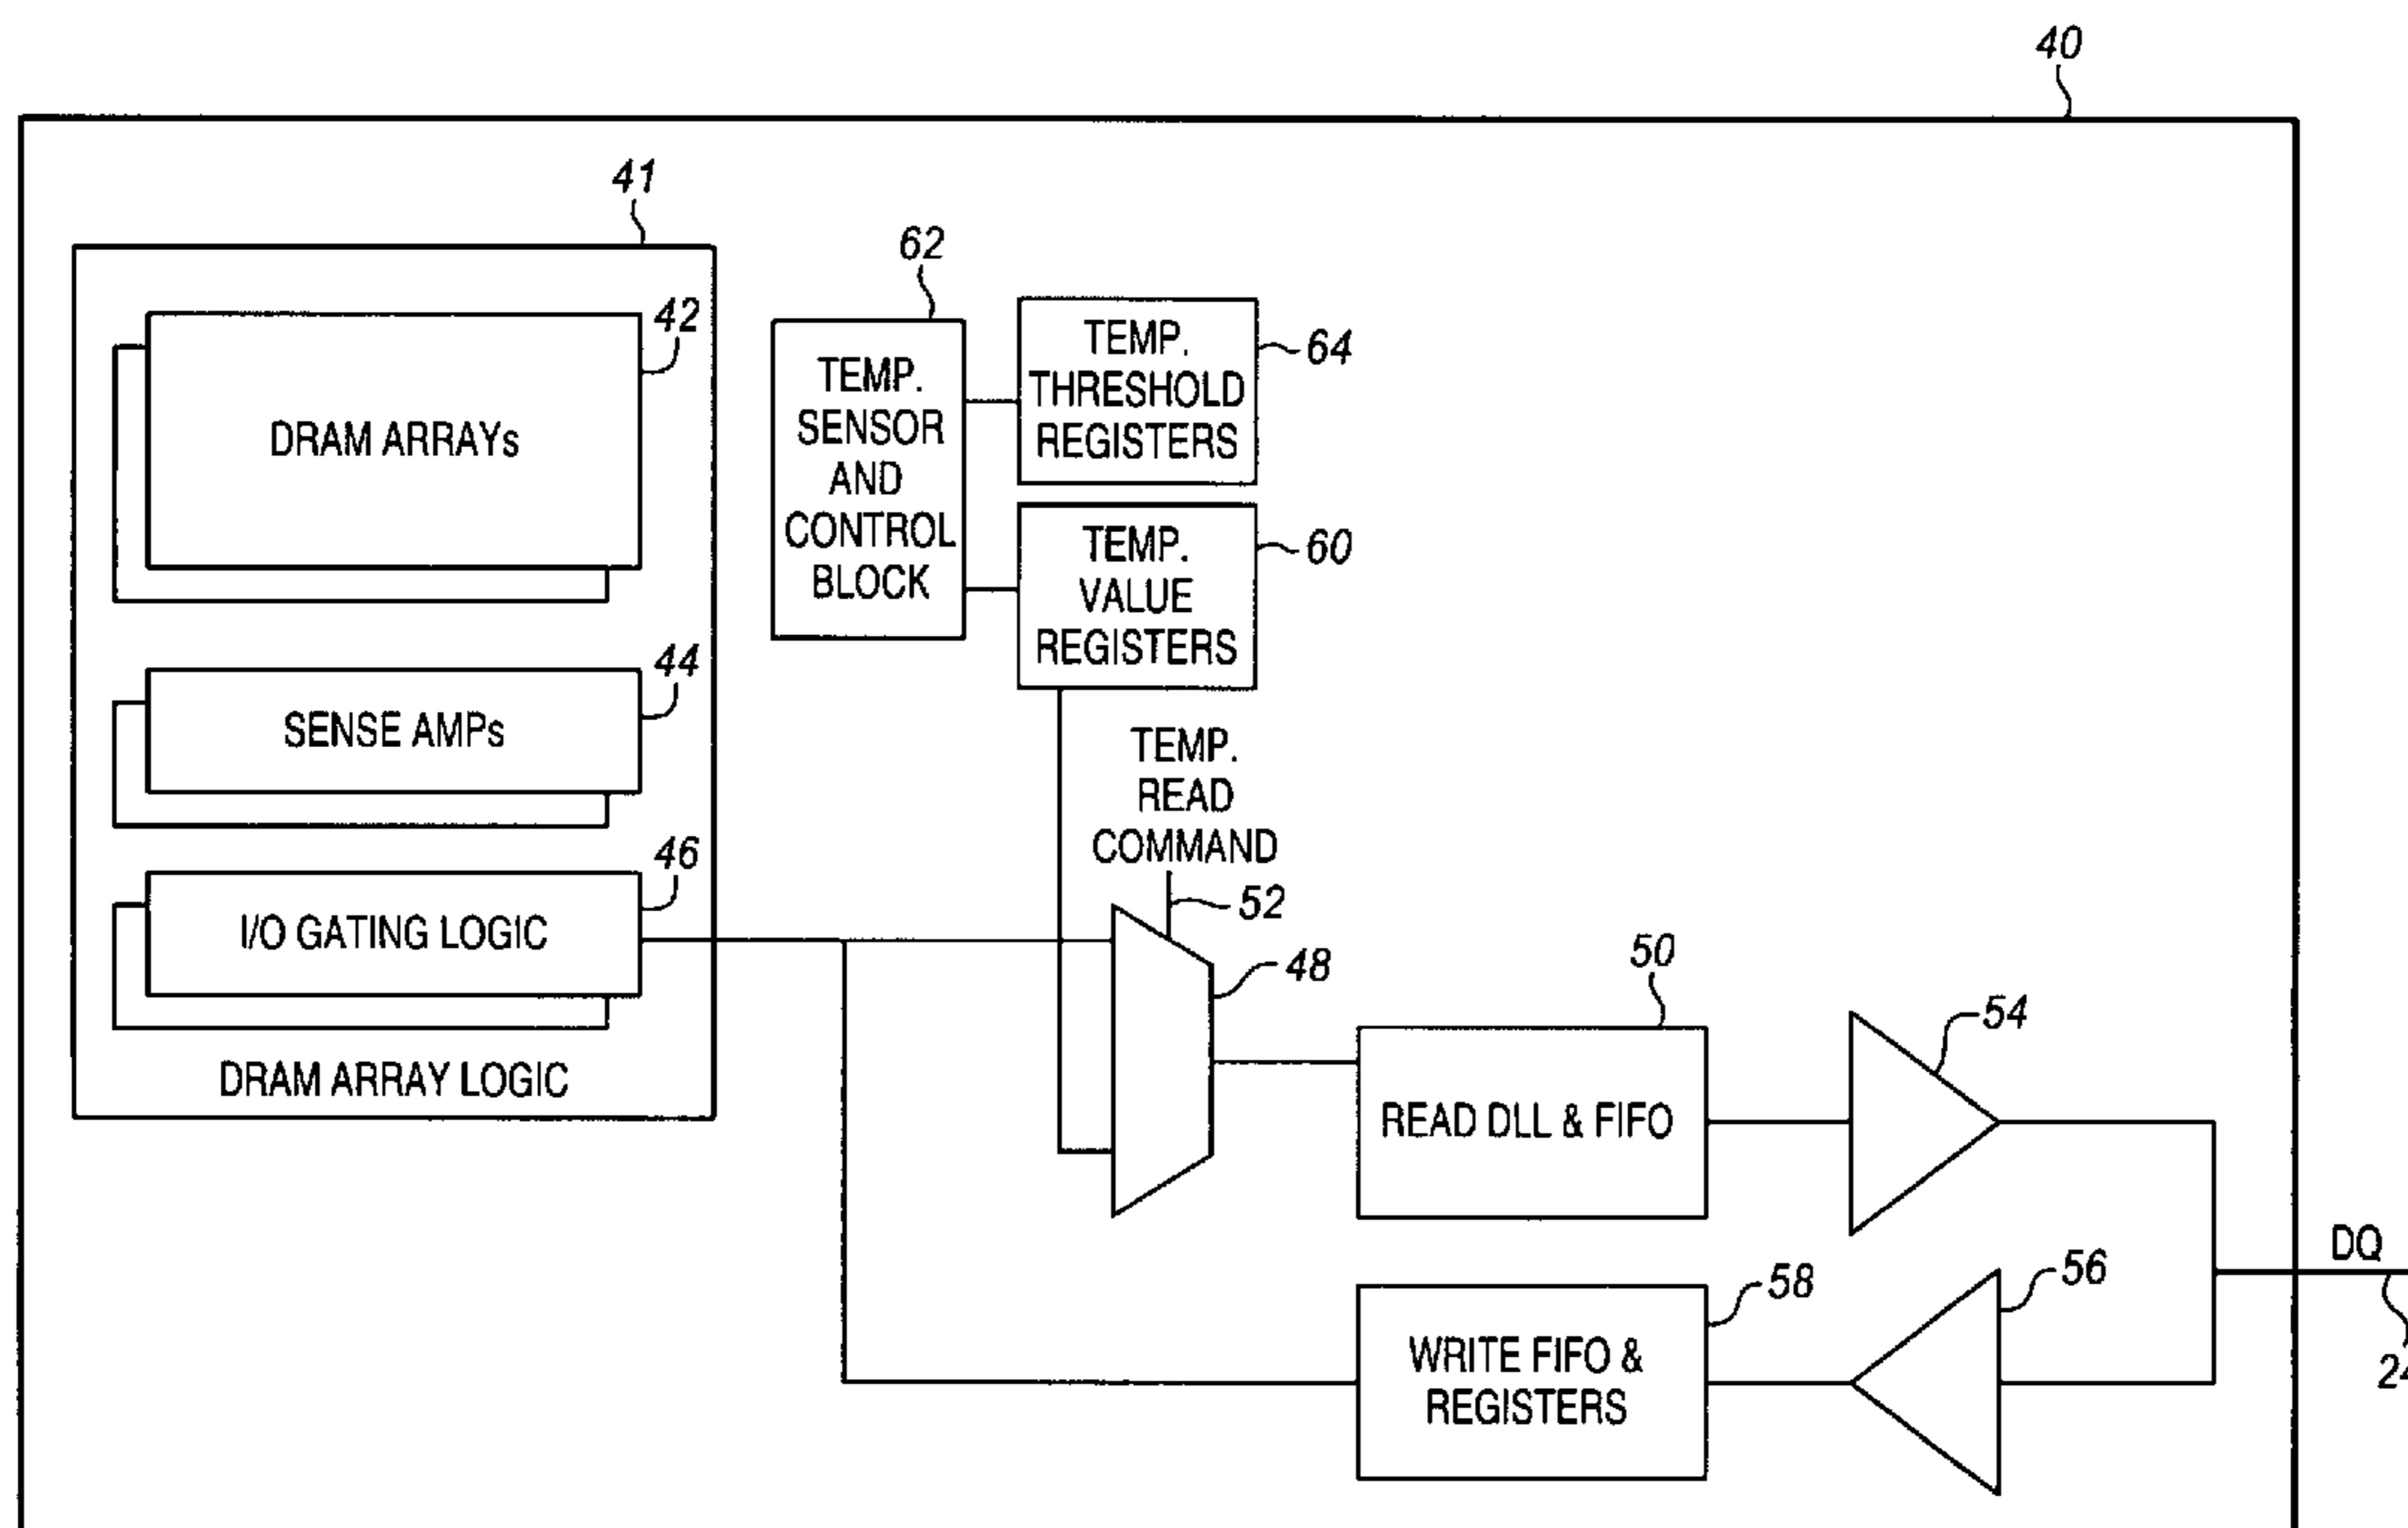 40
41
62
42
TEMP.
THRESHOLD
REGISTERS
64
TEMP.
SENSOR
AND
CONTROL
BLOCK
DRAM ARRAYs
TEMP.
VALUE
REGISTERS
60
44
SENSE AMPs
TEMP.
READ
COMMAND
46
52
I/O GATING LOGIC
48
50
54
DRAM ARRAY LOGIC
READ DLL & FIFO
DQ
24
56
58
WRITE FIFO &
REGISTERS